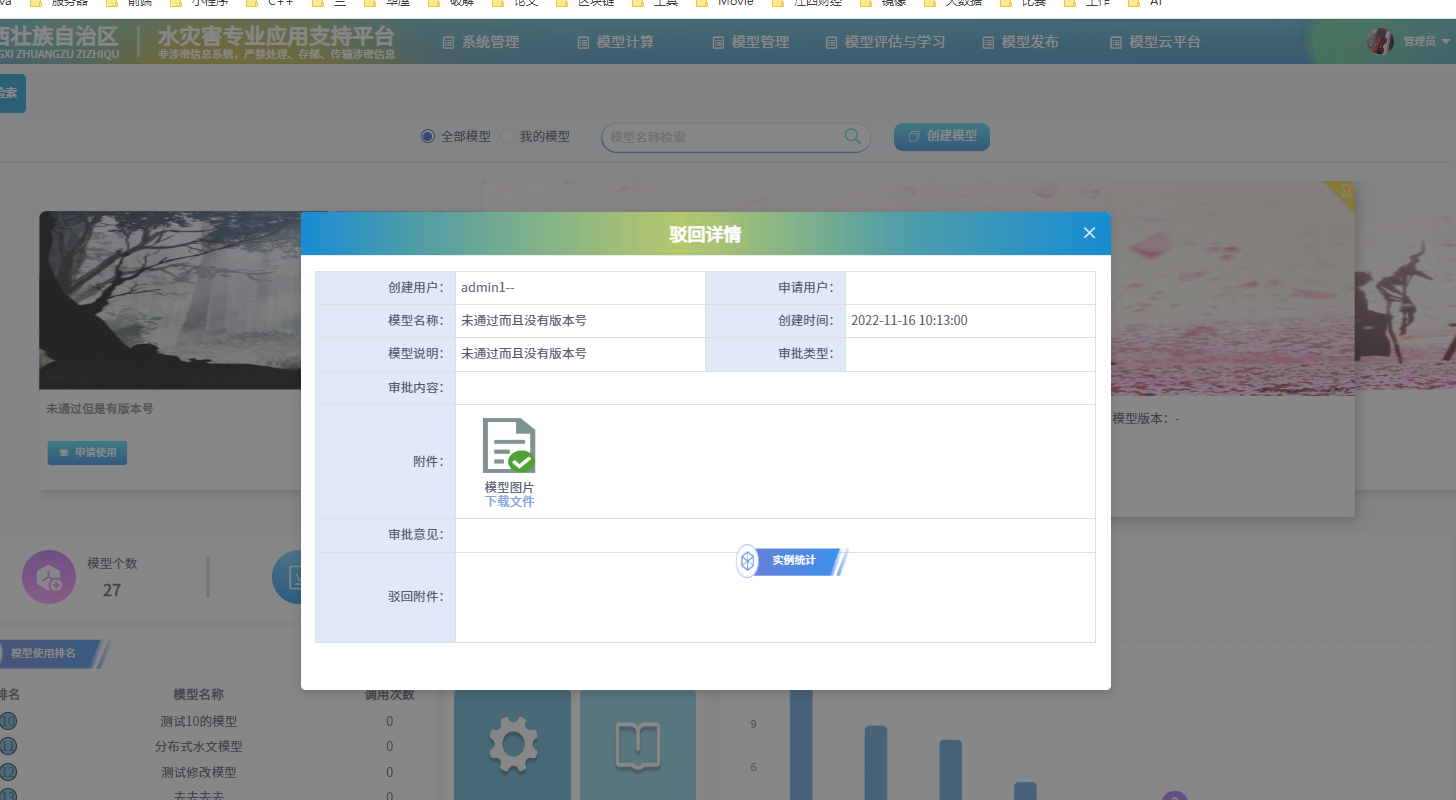 va 服务器 前端 小程序 C++ 三 华厦 破解 论文 区块链 工具 Movie 江西财经 镜像 大数据 比赛 工作 AI
西壮族自治区 水灾害专业应用支持平台 系统管理 模型计算 模型管理 模型评估与学习 模型发布 模型云平台 管理员
GXI ZHUANGZU ZIZHIQU 非涉密信息系统，严禁处理、存储、传输涉密信息
检索
全部模型 我的模型 模型名称检索 创建模型
驳回详情
创建用户： admin1-- 申请用户：
模型名称： 未通过而且没有版本号 创建时间： 2022-11-16 10:13:00
模型说明： 未通过而且没有版本号 审批类型：
审批内容：
附件：
模型图片
下载文件
审批意见：
驳回附件：
实例统计
未通过但是有版本号
申请使用
模型版本： -
模型个数
27
模型使用排名
排名 模型名称 调用次数
10 测试10的模型 0
11 分布式水文模型 0
12 测试修改模型 0
13 去去去去 0
9
6